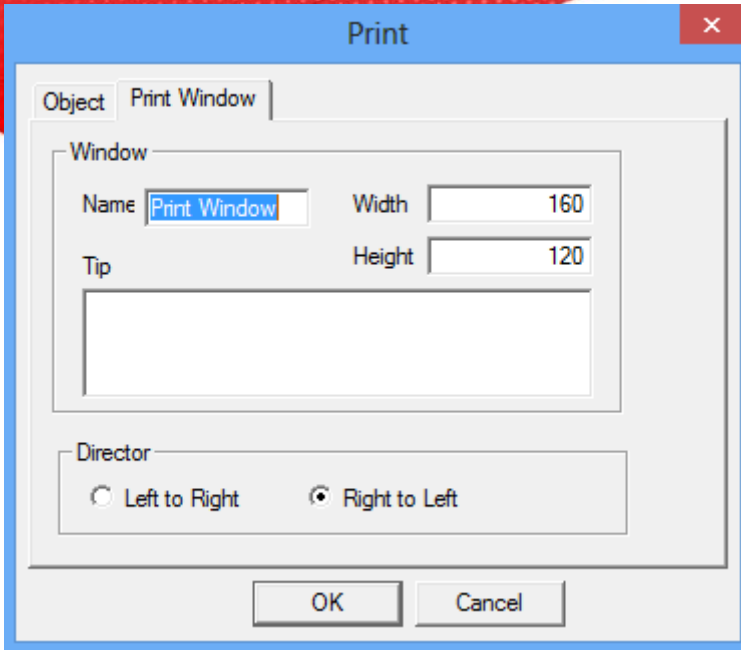 Print
Object Print Window
Window
Name Print Window Width 160
Height 120
Tip
Director
Left to Right Right to Left
OK Cancel